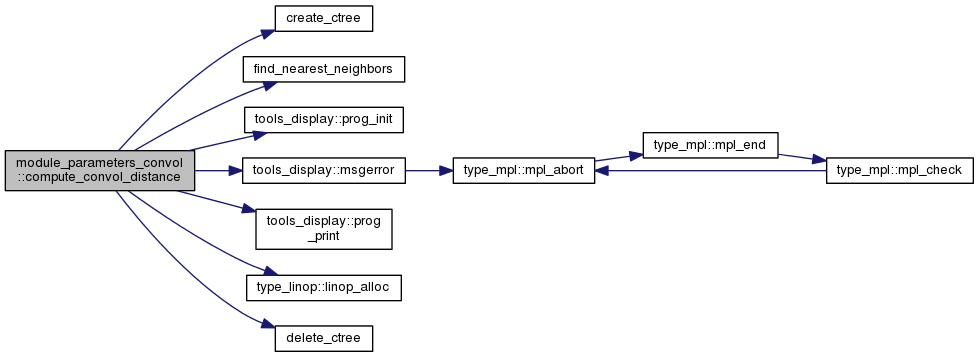 create_ctree
find_nearest_neighbors
tools_display::prog_init
module_parameters_convol
::compute_convol_distance
tools_display::msgerror
type_mpl::mpl_abort
type_mpl::mpl_end
type_mpl::mpl_check
tools_display::prog
_print
type_linop::linop_alloc
delete_ctree